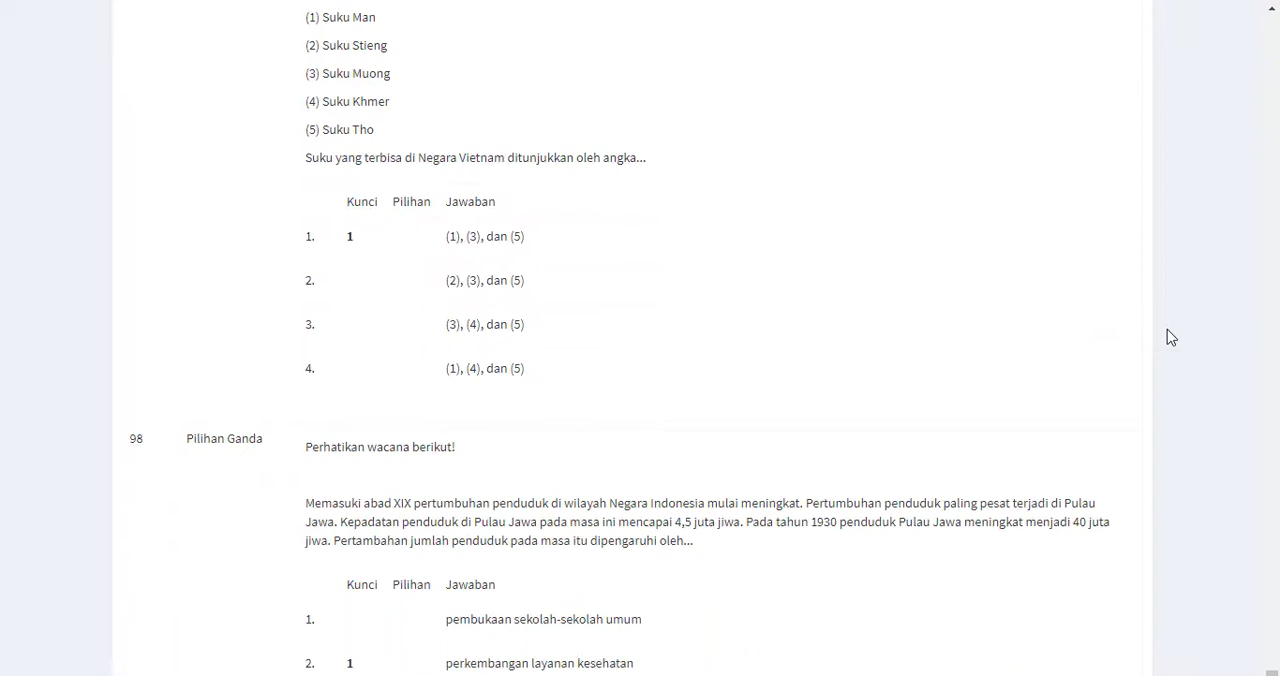 (1) Suku Man
(2) Suku Stieng
(3) Suku Muong
(4) Suku Khmer
(5) Suku Tho
Suku yang terbisa di Negara Vietnam ditunjukkan oleh angka...
Kunci Pilihan Jawaban
1. 1 (1), (3), dan (5)
2. (2), (3), dan (5)
3. (3), (4), dan (5)
4. (1), (4), dan (5)
98 Pilihan Ganda Perhatikan wacana berikut!
Memasuki abad XIX pertumbuhan penduduk di wilayah Negara Indonesia mulai meningkat. Pertumbuhan penduduk paling pesat terjadi di Pulau
Jawa. Kepadatan penduduk di Pulau Jawa pada masa ini mencapai 4,5 juta jiwa. Pada tahun 1930 penduduk Pulau Jawa meningkat menjadi 40 juta
jiwa. Pertambahan jumlah penduduk pada masa itu dipengaruhi oleh...
Kunci Pilihan Jawaban
1. pembukaan sekolah-sekolah umum
2. 1 perkembangan layanan kesehatan